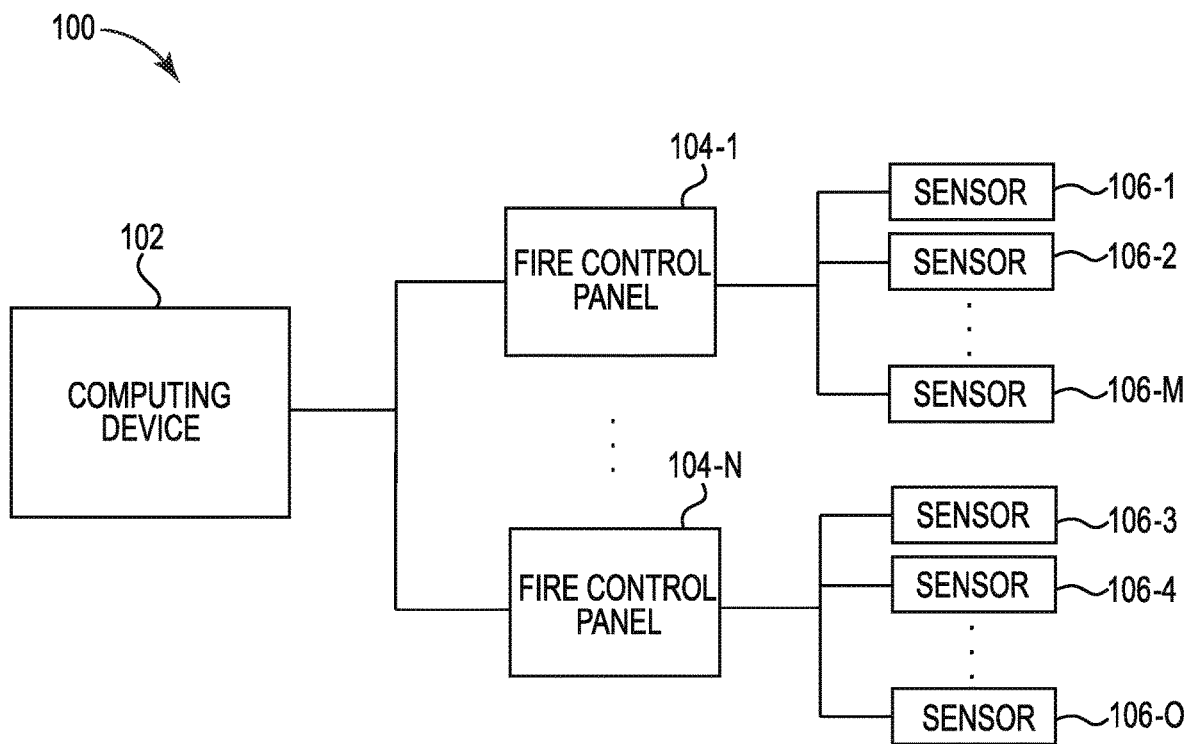 100
104-1
SENSOR
106-1
102
FIRE CONTROL
PANEL
SENSOR
106-2
COMPUTING
DEVICE
SENSOR
106-M
104-N
SENSOR
106-3
FIRE CONTROL
PANEL
SENSOR
106-4
SENSOR
106-O